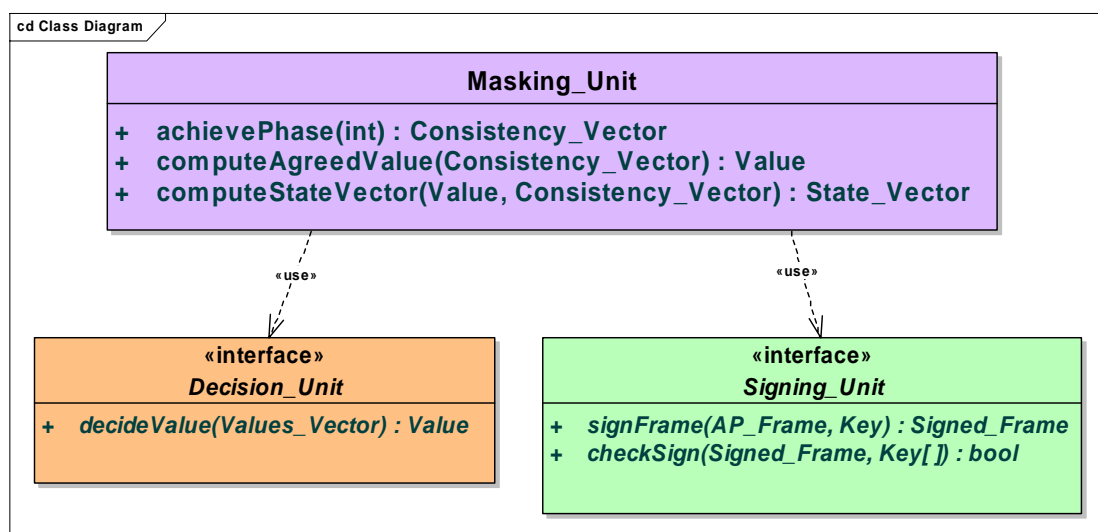 cd Class Diagram
Masking_Unit
+ achievePhase(int) : Consistency_Vector
+ computeAgreedValue(Consistency_Vector) : Value
+ computeStateVector(Value, Consistency_Vector) : State_Vector
«use»
«use»
«interface»
Decision_Unit
+ decideValue(Values_Vector) : Value
«interface»
Signing_Unit
+ signFrame(AP_Frame, Key) : Signed_Frame
+ checkSign(Signed_Frame, Key[ ]) : bool